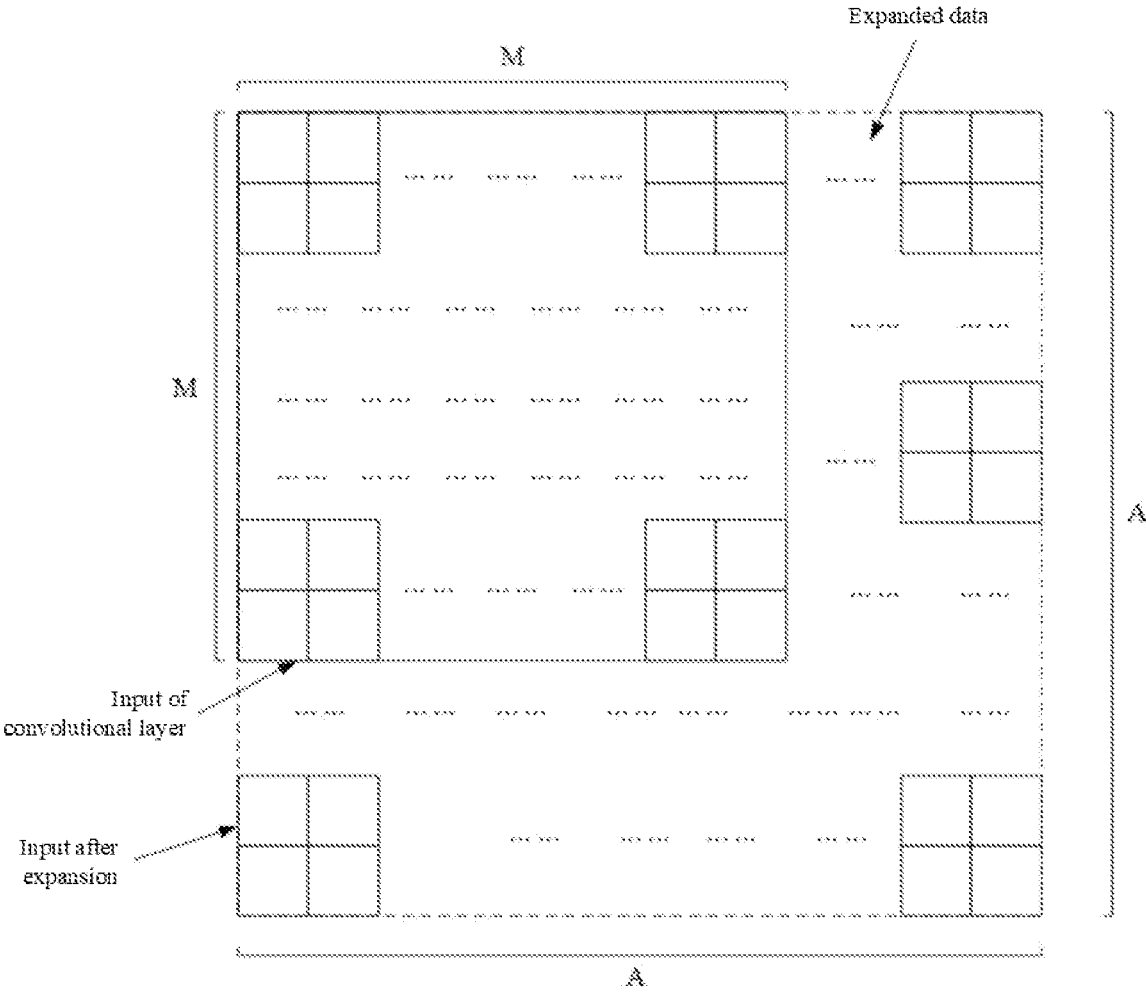 Expanded data
M
M
A
Input of
convolutional layer
Input after
expansion
A